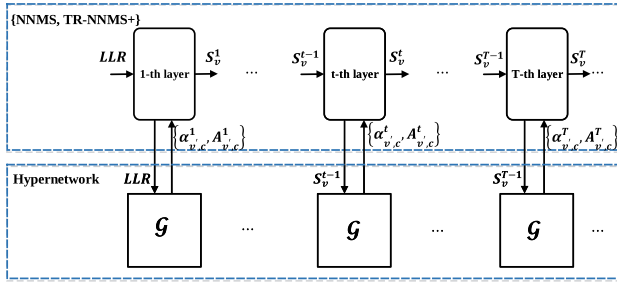 {NNMS, TR-NNMS+}
LLR 1-th layer S_v^1 ... S_v^{t-1} t-th layer S_v^t ... S_v^{T-1} T-th layer S_v^T ...
{α_{v',c}^1, A_{v',c}^1} {α_{v',c}^t, A_{v',c}^t} {α_{v',c}^T, A_{v',c}^T}
Hypernetwork LLR S_v^{t-1} S_v^{T-1}
𝒢 ... 𝒢 ... 𝒢 ...